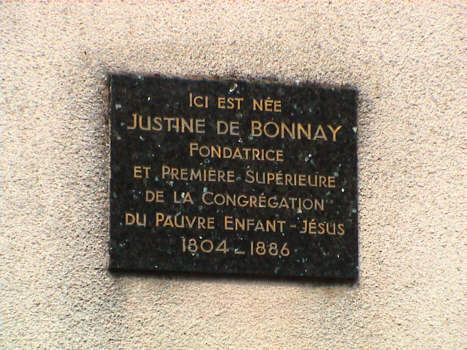 ICI EST NÉE
JUSTINE DE BONNAY
FONDATRICE
ET PREMIÈRE SUPÉRIEURE
DE LA CONGRÉGATION
DU PAUVRE ENFANT-JÉSUS
1804-1886